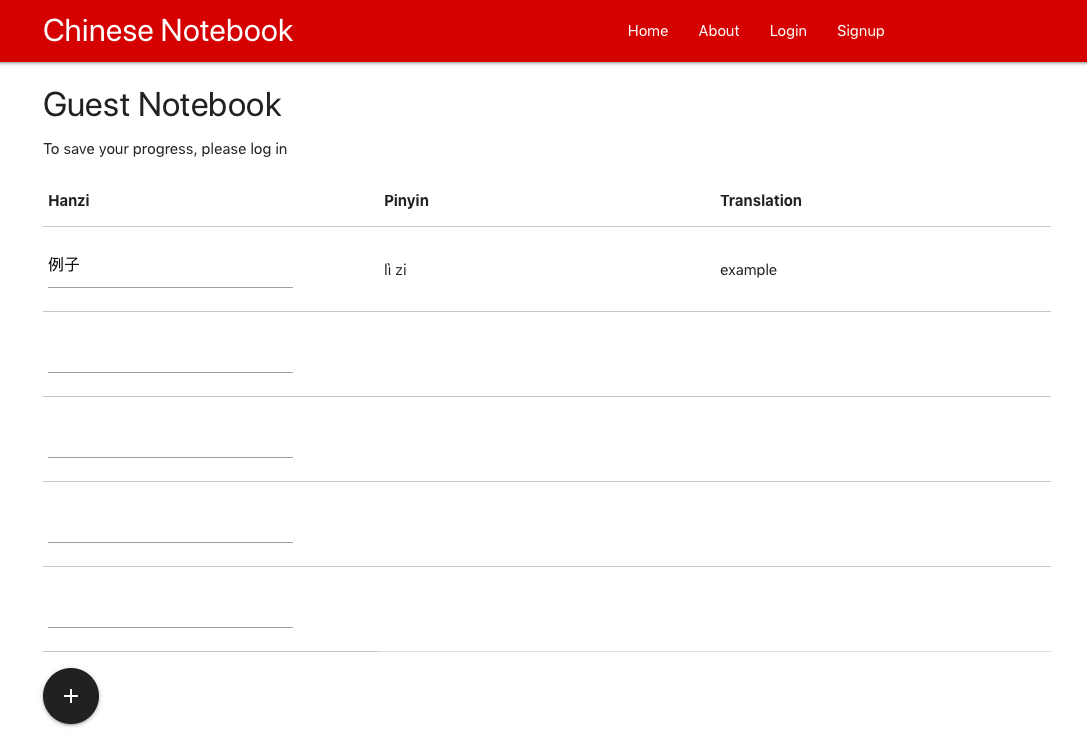 Chinese Notebook Home About Login Signup
Guest Notebook
To save your progress, please log in
Hanzi Pinyin Translation
例子 lì zi example
+